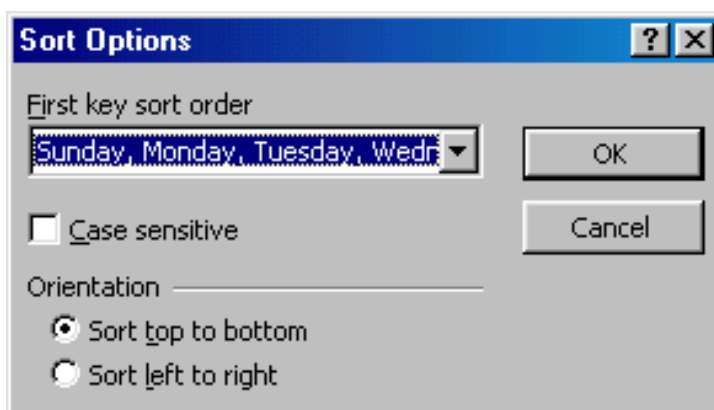 Sort Options
First key sort order
Sunday, Monday, Tuesday, Wedn
OK
Case sensitive
Cancel
Orientation
Sort top to bottom
Sort left to right